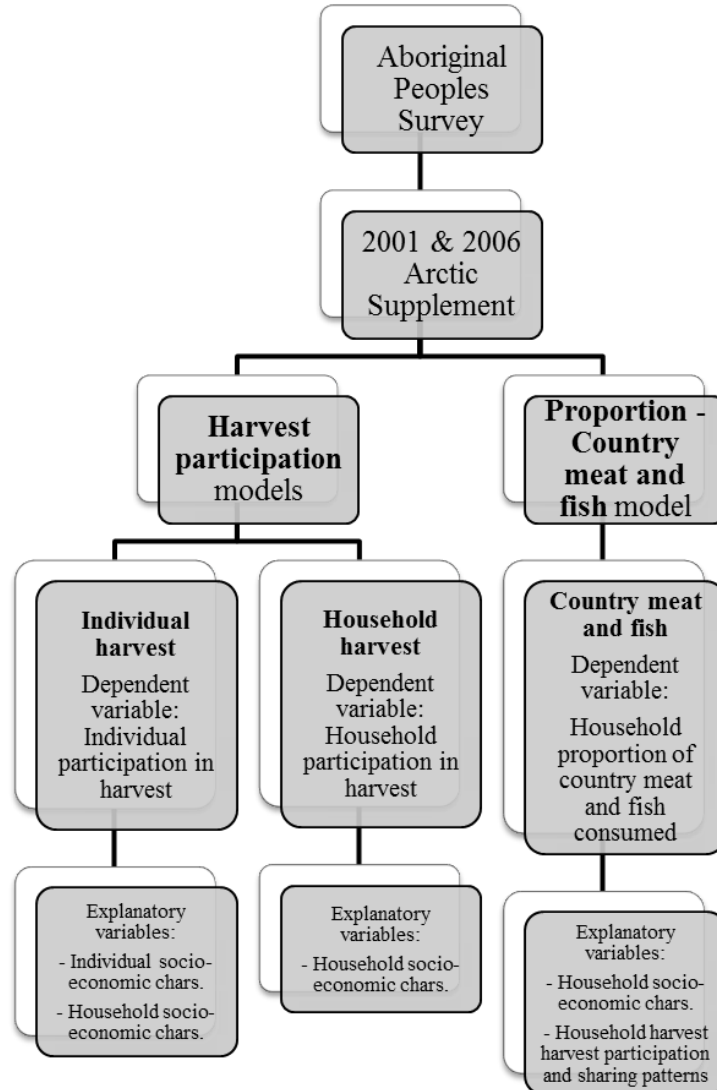 Aboriginal
Peoples
Survey
2001 & 2006
Arctic
Supplement
Harvest
participation
models
Proportion -
Country
meat and
fish model
Individual
harvest
Dependent
variable:
Individual
participation in
harvest
Household
harvest
Dependent
variable:
Household
participation in
harvest
Country meat
and fish
Dependent
variable:
Household
proportion of
country meat
and fish
consumed
Explanatory
variables:
- Individual socio-
economic chars.
- Household socio-
economic chars.
Explanatory
variables:
- Household socio-
economic chars.
Explanatory
variables:
- Household socio-
economic chars.
- Household harvest
harvest participation
and sharing patterns